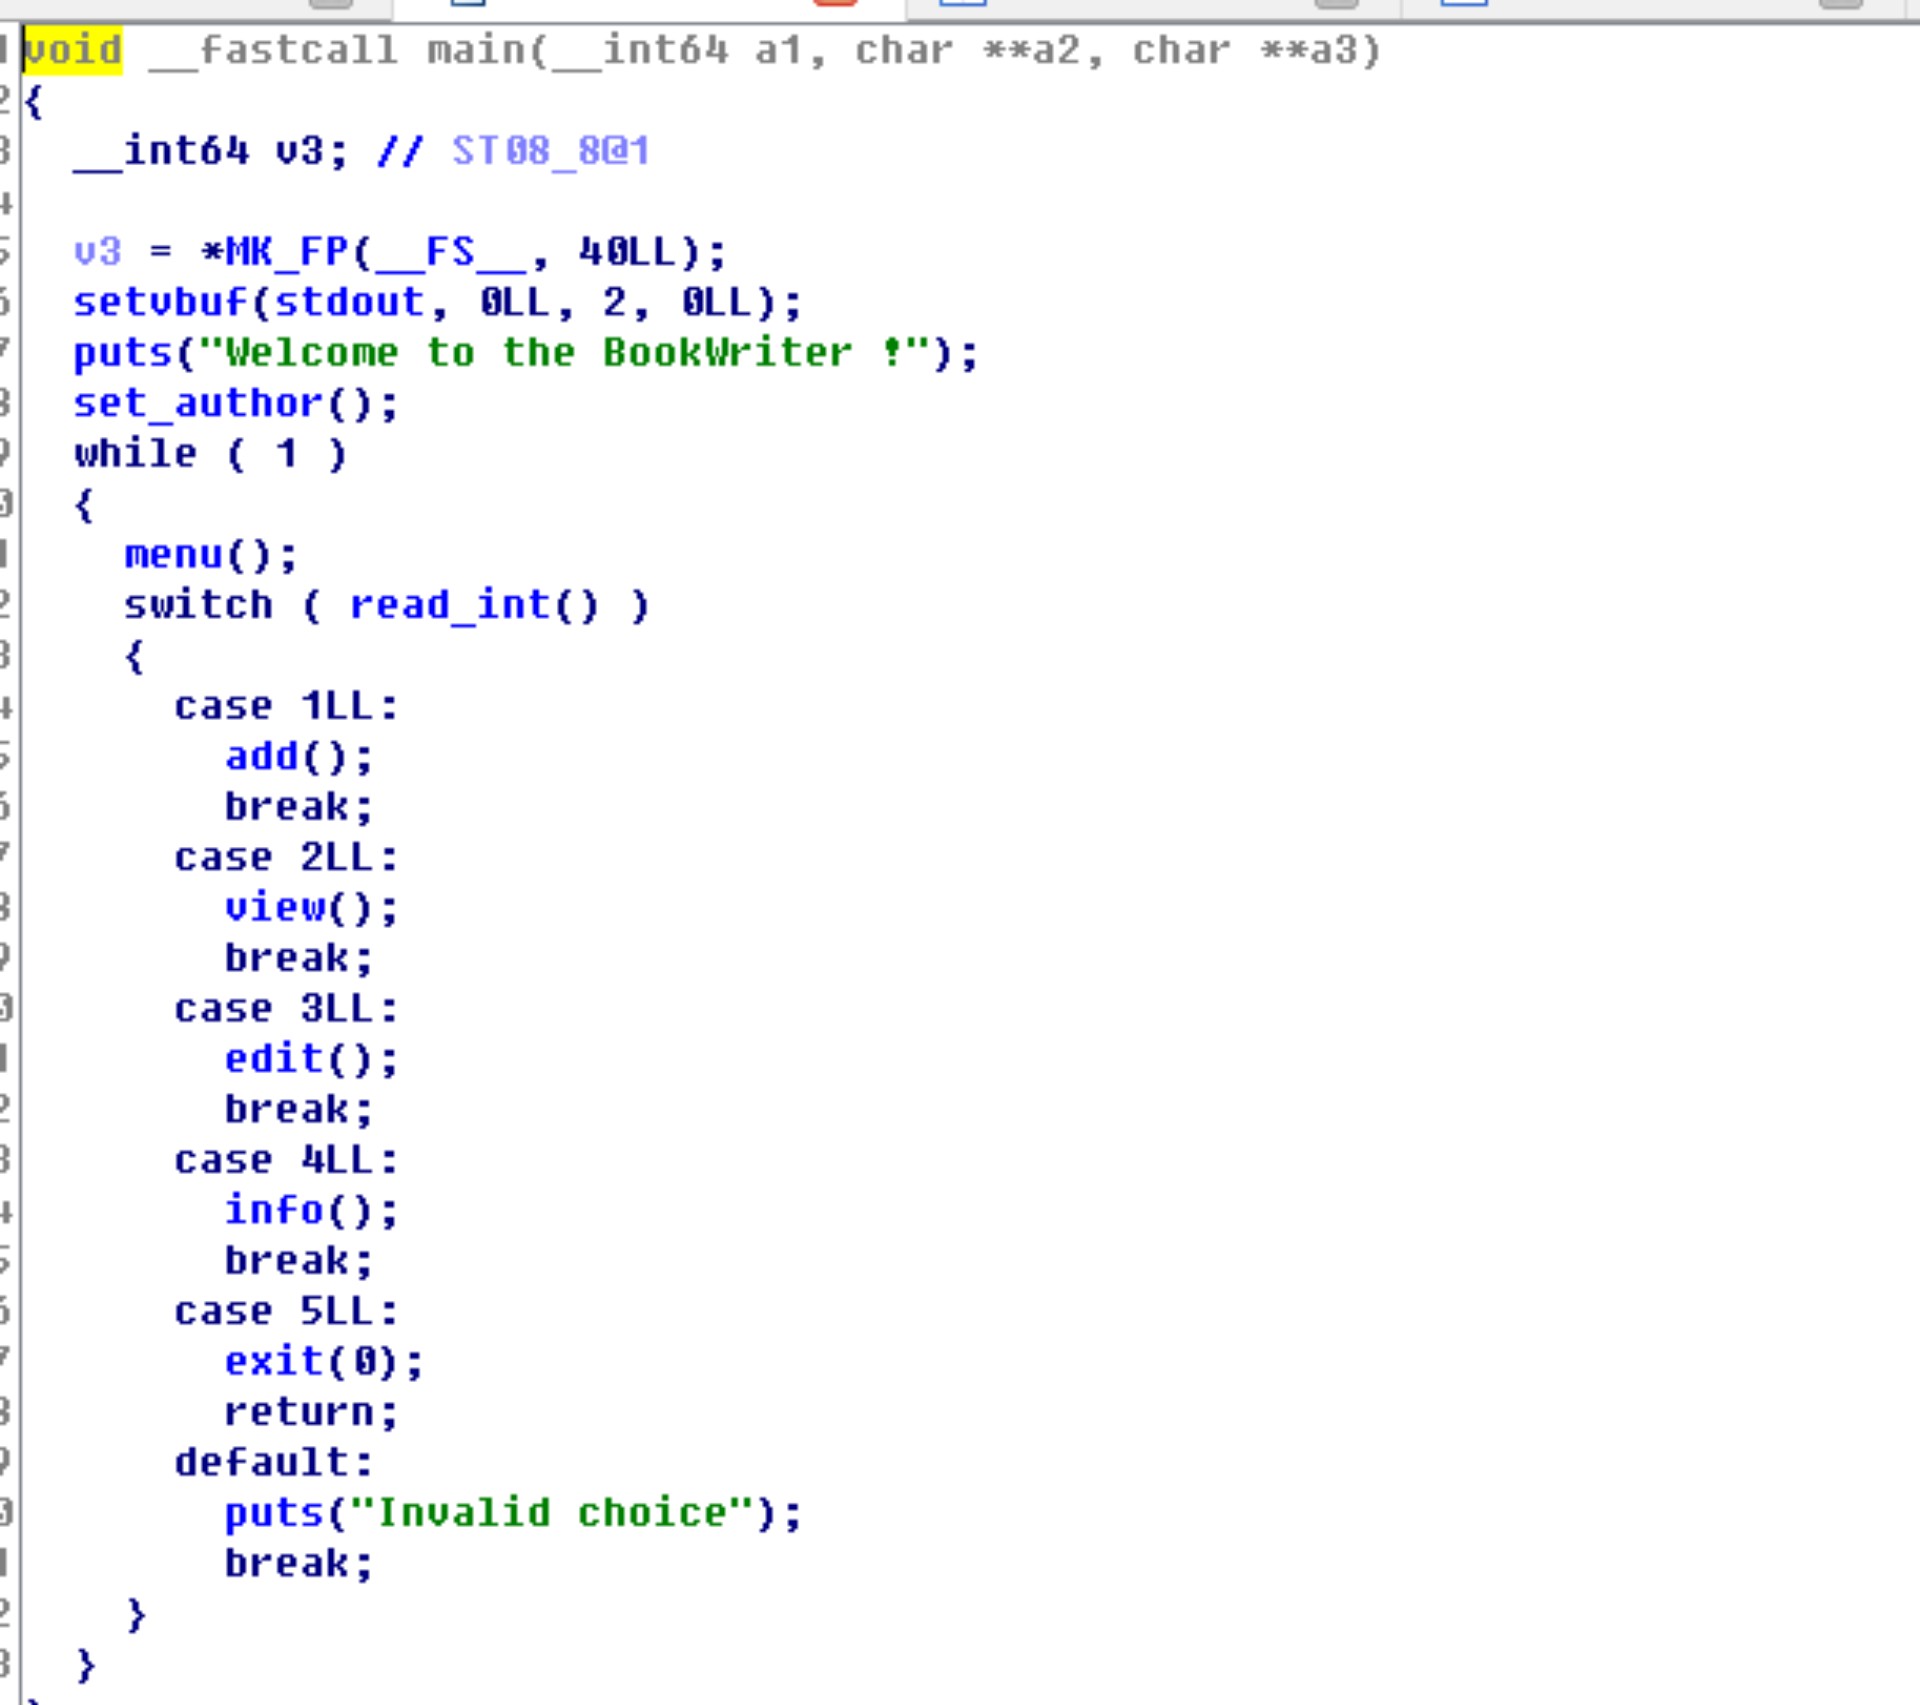 void __fastcall main(__int64 a1, char **a2, char **a3)
{
__int64 v3; // ST08_8@1
v3 = *MK_FP(__FS__, 40LL);
setvbuf(stdout, 0LL, 2, 0LL);
puts("Welcome to the BookWriter !");
set_author();
while ( 1 )
{
menu();
switch ( read_int() )
{
case 1LL:
add();
break;
case 2LL:
view();
break;
case 3LL:
edit();
break;
case 4LL:
info();
break;
case 5LL:
exit(0);
return;
default:
puts("Invalid choice");
break;
}
}